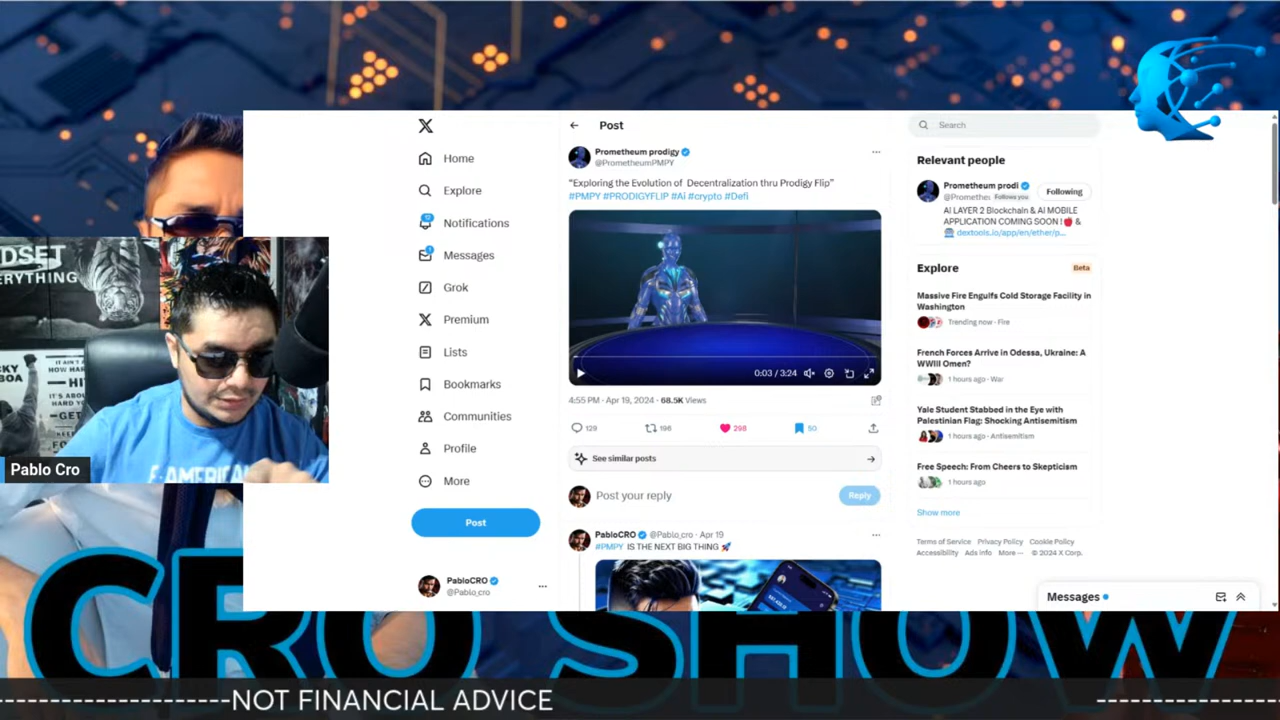 Home
Explore
Notifications
Messages
Grok
Premium
Lists
Bookmarks
Communities
Profile
More
Post
PabloCRO
@Pablo_cro
Post
Prometheum prodigy
@PrometheumPMPY
"Exploring the Evolution of Decentralization thru Prodigy Flip"
#PMPY #PRODIGYFLIP #Ai #crypto #Defi
0:03 / 3:24
4:55 PM · Apr 19, 2024 · 68.5K Views
129
196
298
50
See similar posts
Post your reply
Reply
PabloCRO @Pablo_cro · Apr 19
#PMPY IS THE NEXT BIG THING 🚀
Search
Relevant people
Prometheum prodi
Following
@Promethe Follows you
AI LAYER 2 Blockchain & AI MOBILE
APPLICATION COMING SOON !🍎 &
🏦 dextools.io/app/en/ether/p...
Explore
Beta
Massive Fire Engulfs Cold Storage Facility in
Washington
Trending now · Fire
French Forces Arrive in Odessa, Ukraine: A
WWIII Omen?
1 hours ago · War
Yale Student Stabbed in the Eye with
Palestinian Flag: Shocking Antisemitism
1 hours ago · Antisemitism
Free Speech: From Cheers to Skepticism
1 hours ago
Show more
Terms of Service Privacy Policy Cookie Policy
Accessibility Ads info More ··· © 2024 X Corp.
Messages
Pablo Cro
CRO SHOW
NOT FINANCIAL ADVICE